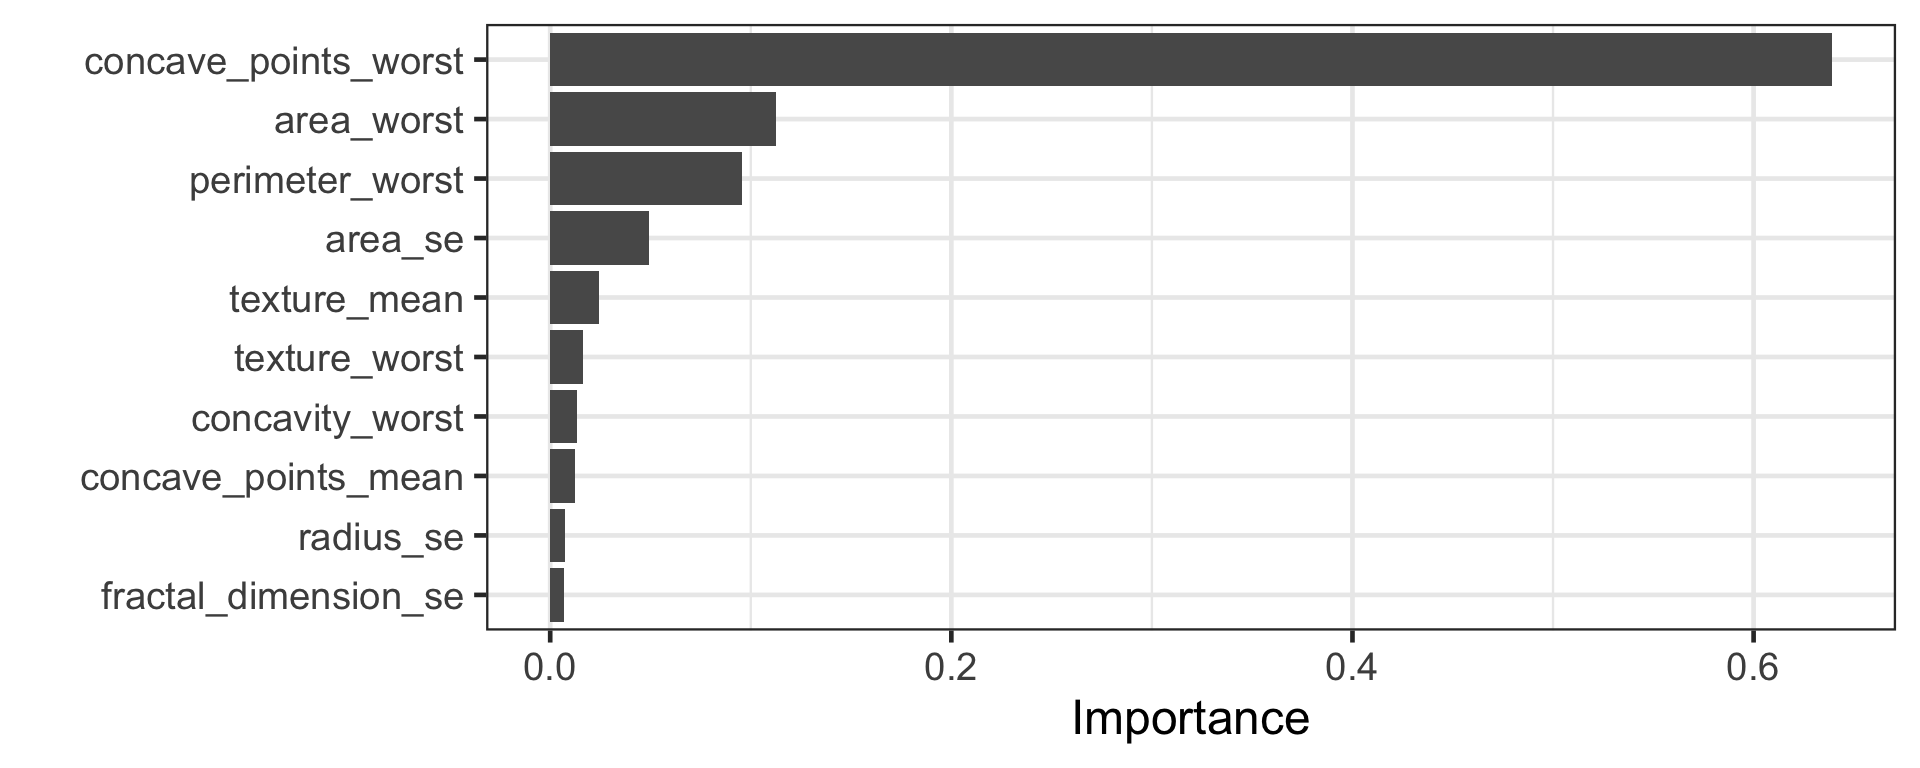 concave_points_worst
area_worst
perimeter_worst
area_se
texture_mean
texture_worst
concavity_worst
concave_points_mean
radius_se
fractal_dimension_se
0.0 0.2 0.4 0.6
Importance